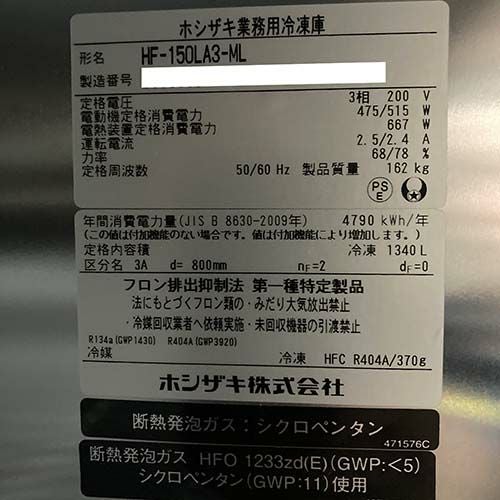 ホシザキ業務用冷凍庫
形名 HF-150LA3-ML
製造番号
定格電圧 3相 200 V
電動機定格消費電力 475/515 W
電熱装置定格消費電力 667 W
運転電流 2.5/2.4 A
力率 68/78 %
定格周波数 50/60 Hz 製品質量 162 kg
PS
E
年間消費電力量(JIS B 8630-2009年) 4790 kWh/年
(この値は付加機能のない場合です。値は付加機能により増加します。)
定格内容積 冷凍 1340 L
区分名 3A d= 800mm nF=2 dF=0
フロン排出抑制法 第一種特定製品
・法にもとづくフロン類の・みだり大気放出禁止
・冷媒回収業者へ依頼実施・未回収機器の引渡禁止
R134a(GWP1430) R404A(GWP3920)
冷媒 冷凍 HFC R404A/370g
ホシザキ株式会社
断熱発泡ガス:シクロペンタン
471576C
断熱発泡ガス HFO 1233zd(E)(GWP:<5)
シクロペンタン(GWP:11)使用